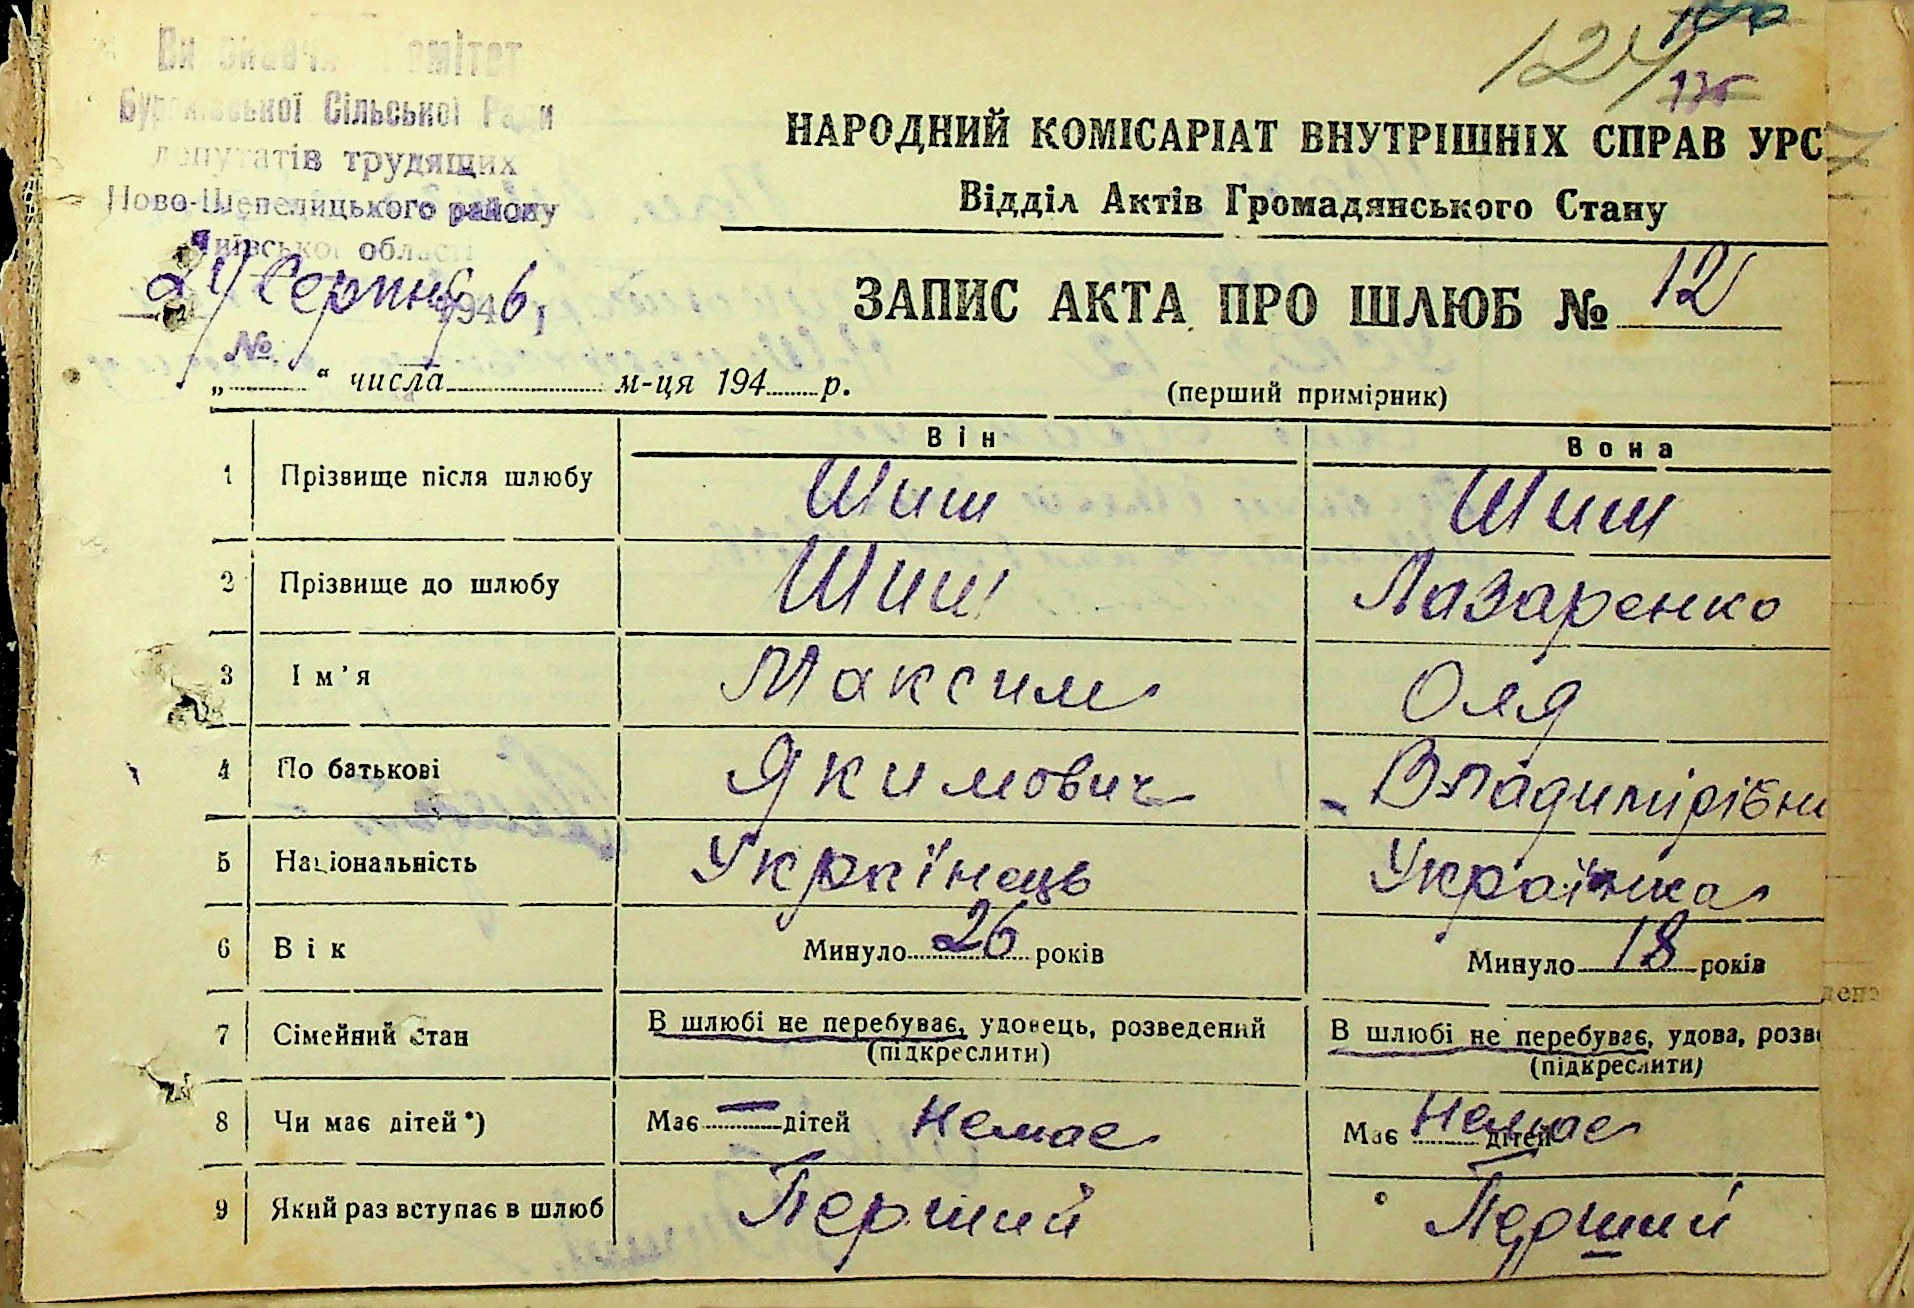 124
Сільської Ради
депутатів трудящих
Ново-Шепелицького району
Київської області
24 Серпня 1946
№
НАРОДНИЙ КОМІСАРІАТ ВНУТРІШНІХ СПРАВ УРС
Відділ Актів Громадянського Стану
ЗАПИС АКТА ПРО ШЛЮБ № 12
„ “ числа м-ця 194 р.
(перший примірник)
Він Вона
1 Прізвище після шлюбу Шиш Шиш
2 Прізвище до шлюбу Шиш Лазаренко
3 Ім’я Максим Оля
4 По батькові Якимович Владимірівни
5 Національність Українець Українка
6 Вік Минуло 26 років Минуло 18 років
7 Сімейний стан В шлюбі не перебуває, удовець, розведений В шлюбі не перебуває, удова, розве
(підкреслити) (підкреслити)
8 Чи має дітей*) Має — дітей Немає Має Немає дітей
9 Який раз вступає в шлюб Перший Перший